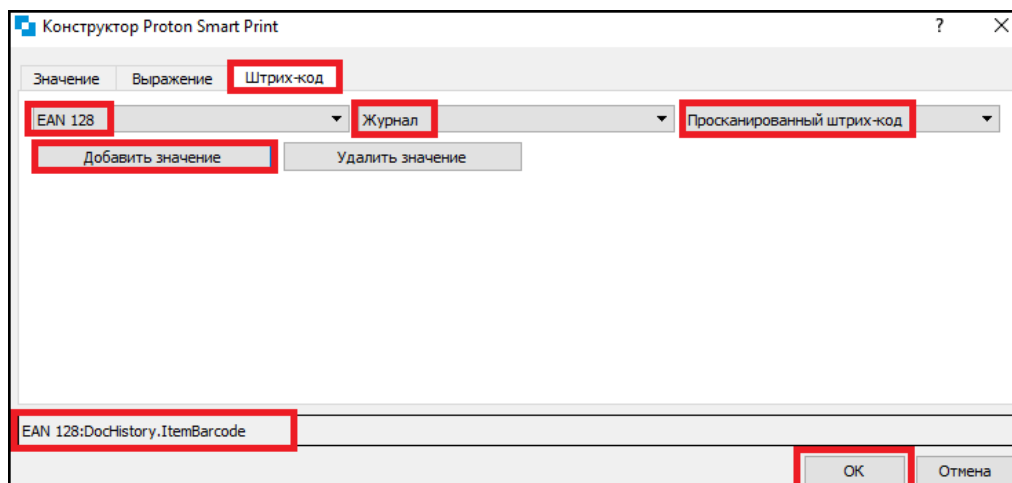 Конструктор Proton Smart Print
?
Значение Выражение Штрих-код
EAN 128 Журнал Просканированный штрих-код
Добавить значение Удалить значение
EAN 128:DocHistory.ItemBarcode
OK Отмена